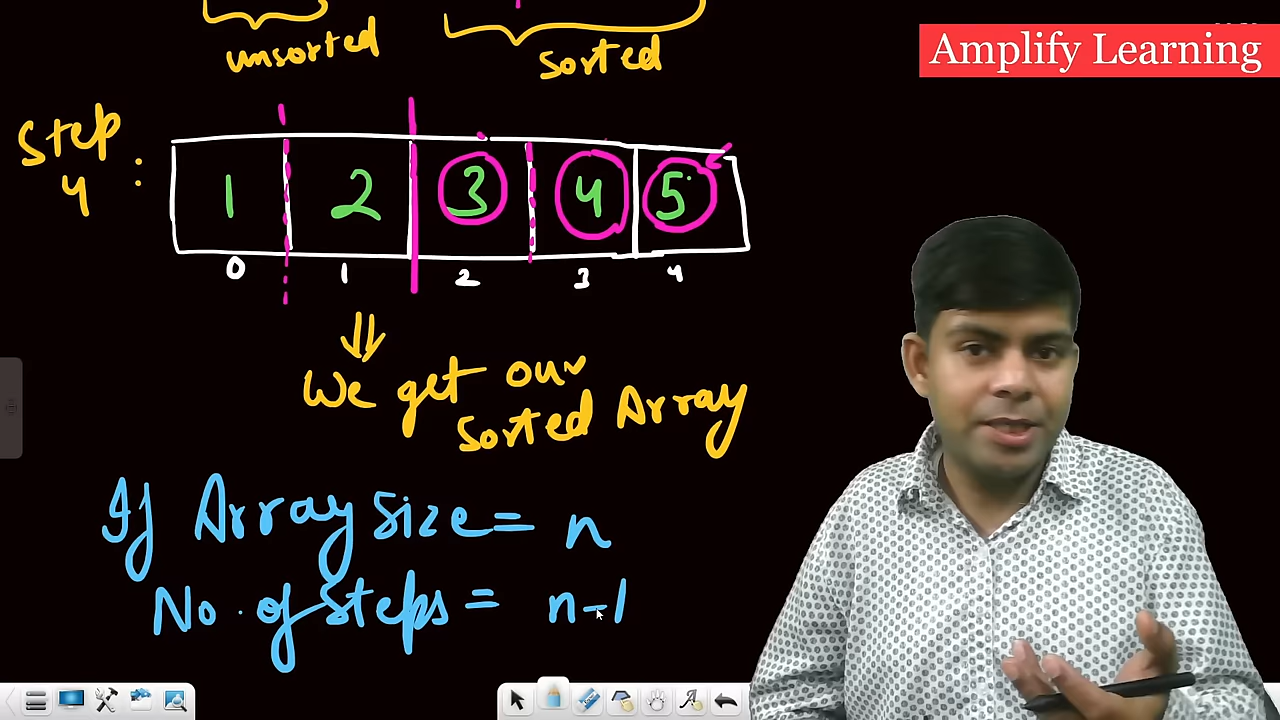 Amplify Learning
unsorted sorted
Step
4 :
1 2 3 4 5
0 1 2 3 4
We get our
sorted Array
If Array size = n
No. of steps = n-1